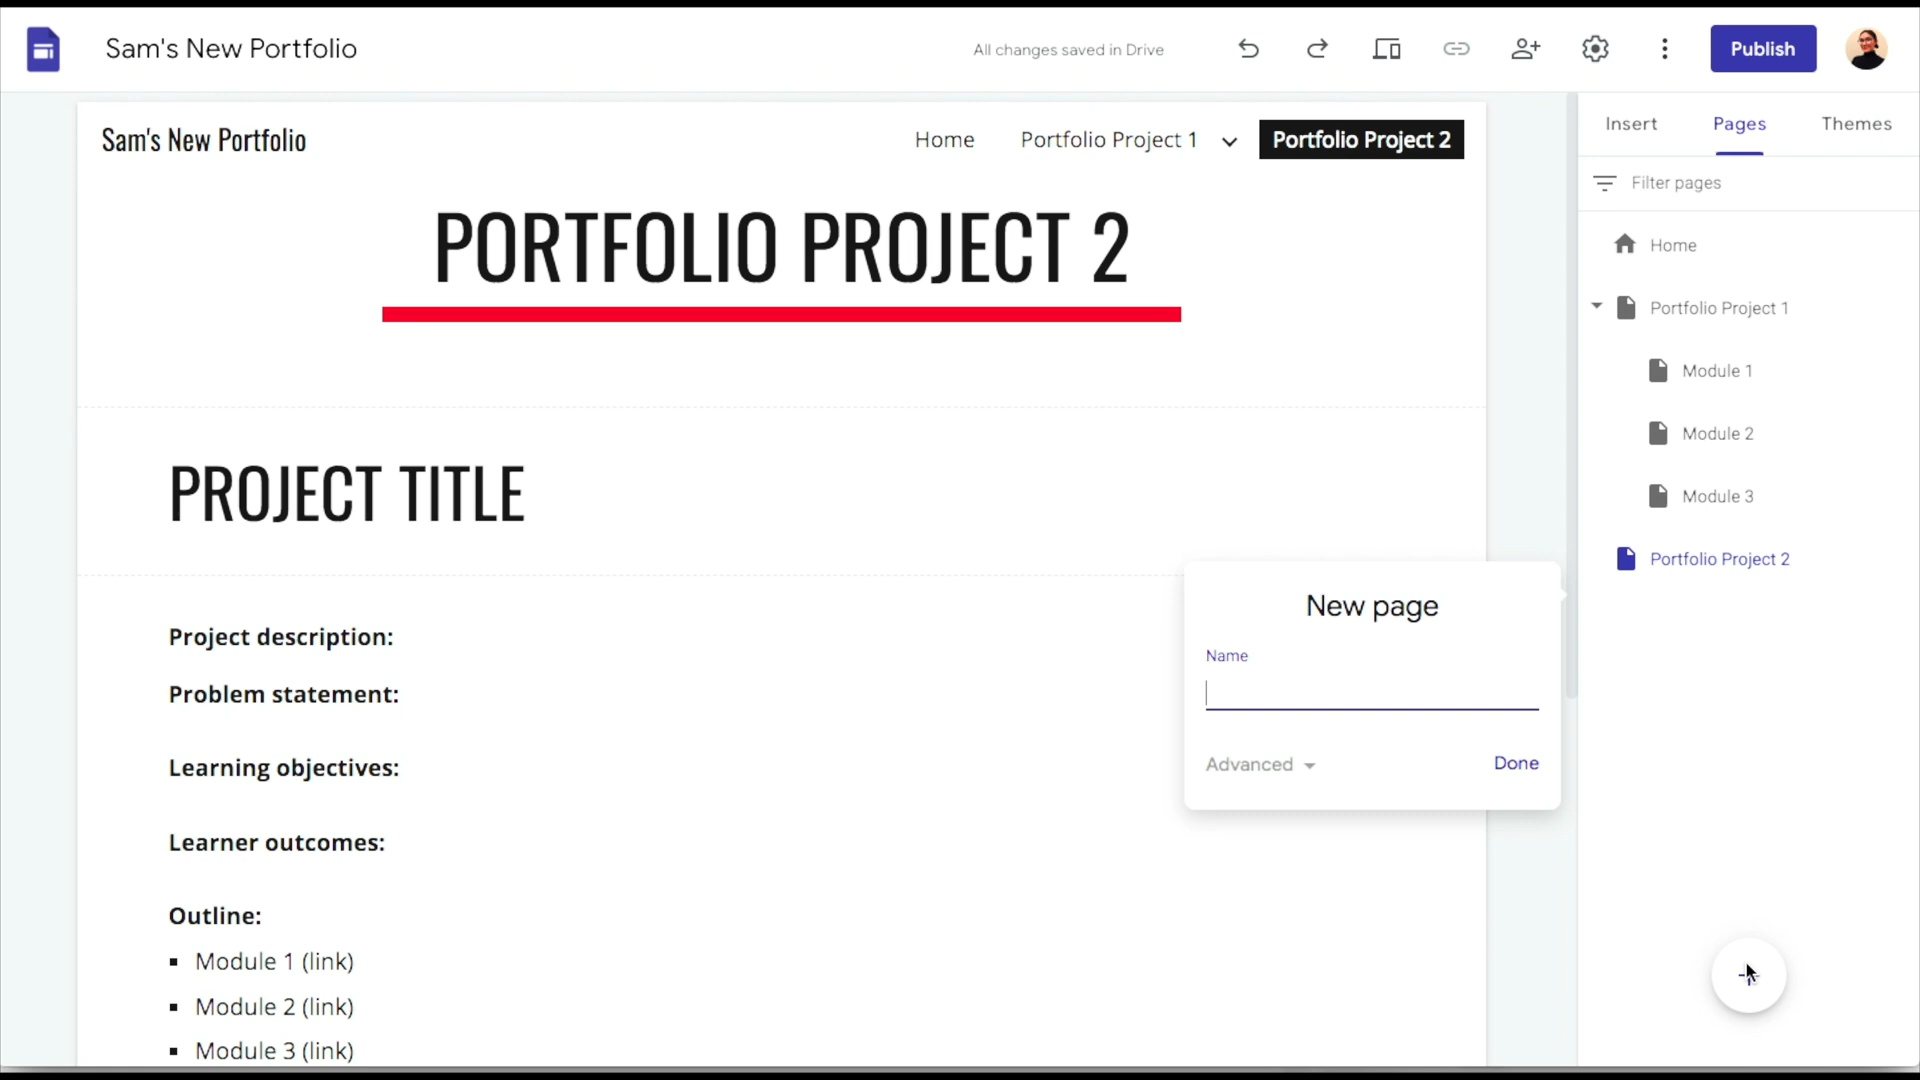 Sam's New Portfolio
All changes saved in Drive
Publish
Sam's New Portfolio
Home
Portfolio Project 1
Portfolio Project 2
PORTFOLIO PROJECT 2
PROJECT TITLE
Project description:
Problem statement:
Learning objectives:
Learner outcomes:
Outline:
Module 1 (link)
Module 2 (link)
Module 3 (link)
New page
Name
Advanced
Done
Insert
Pages
Themes
Filter pages
Home
Portfolio Project 1
Module 1
Module 2
Module 3
Portfolio Project 2